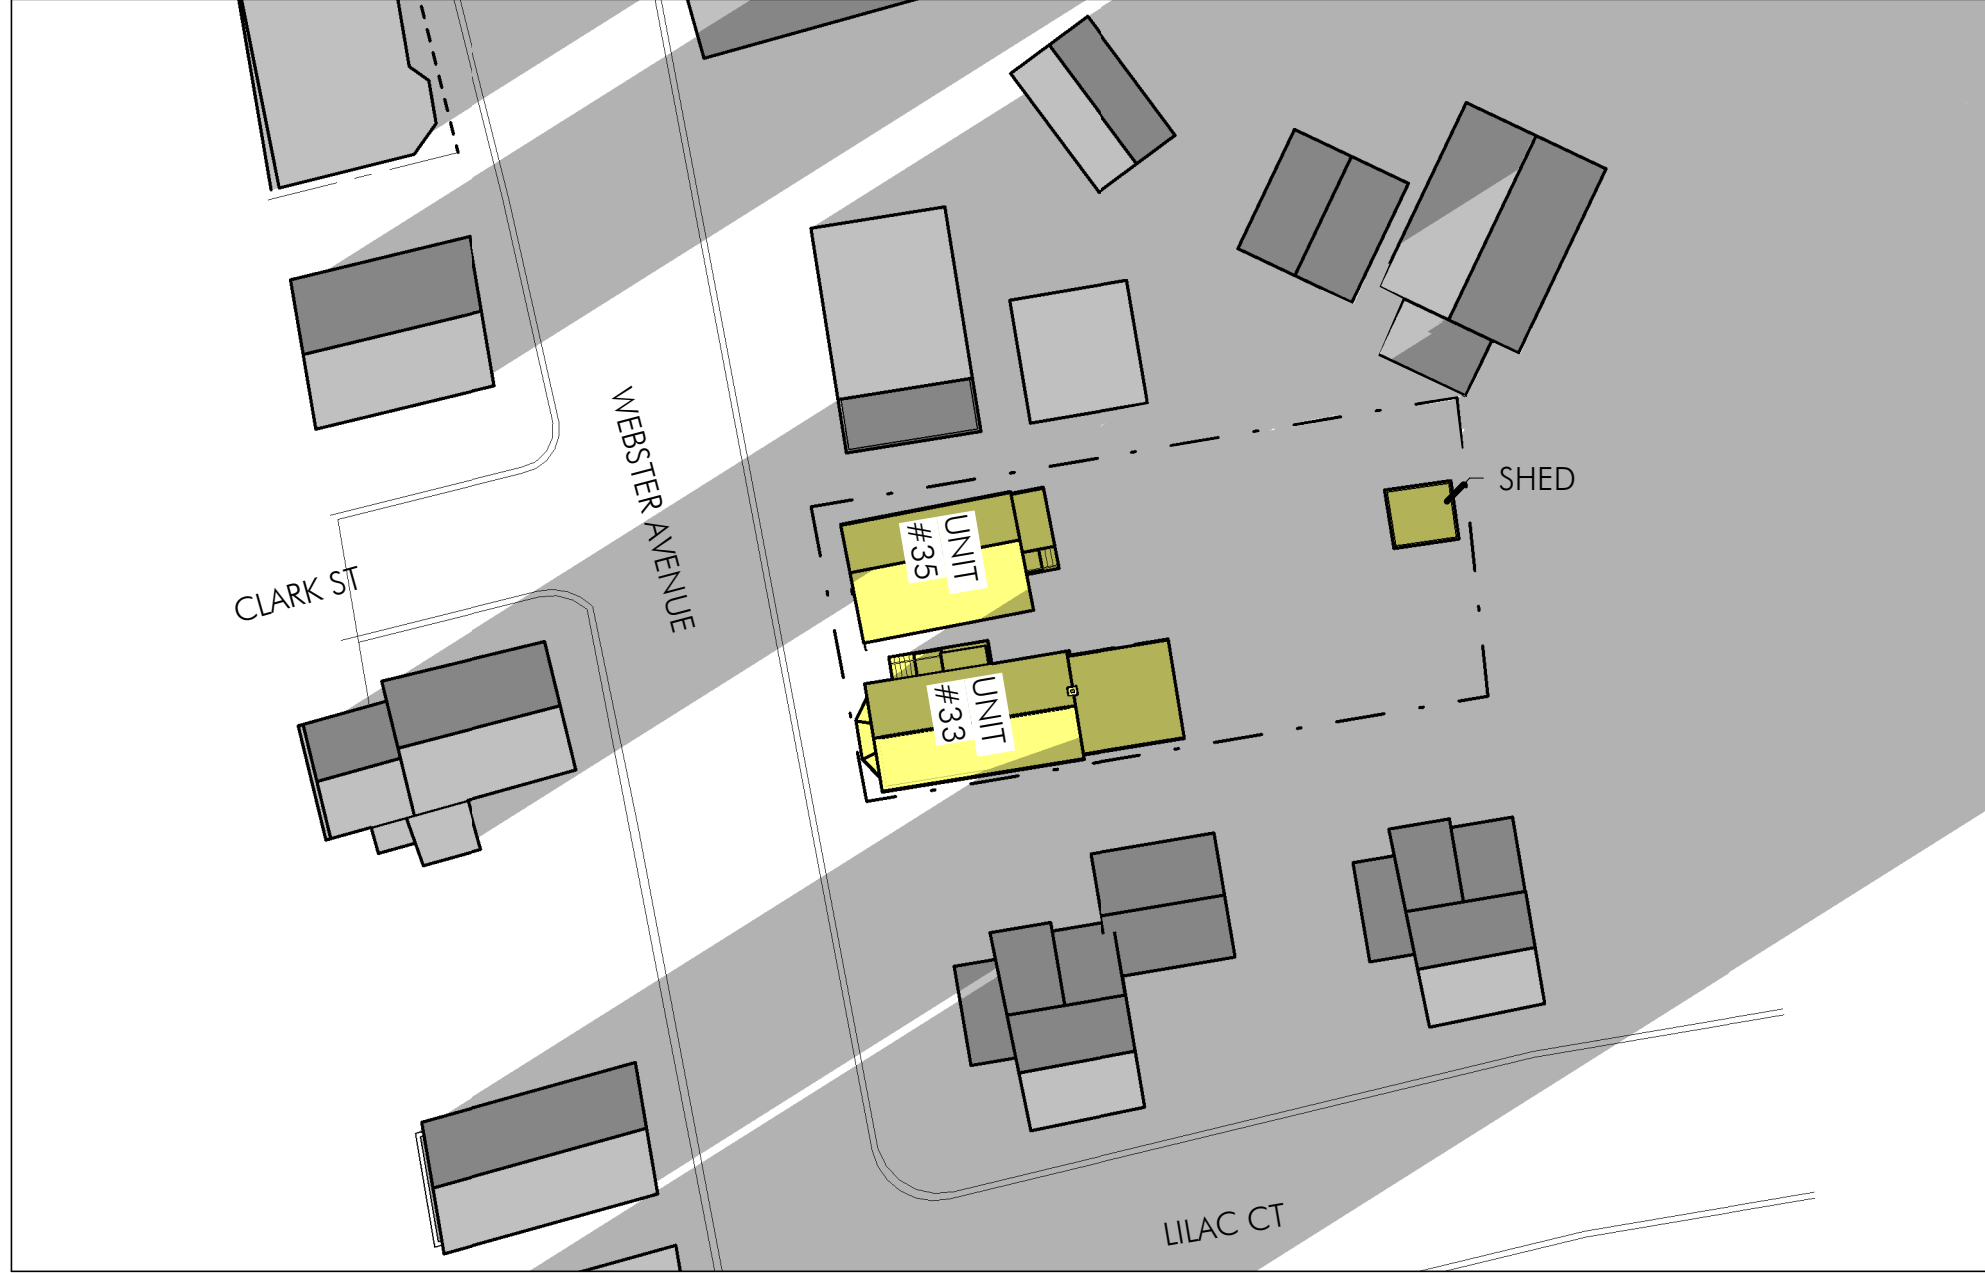 WEBSTER AVENUE
SHED
UNIT
#35
CLARK ST
UNIT
#33
LILAC CT